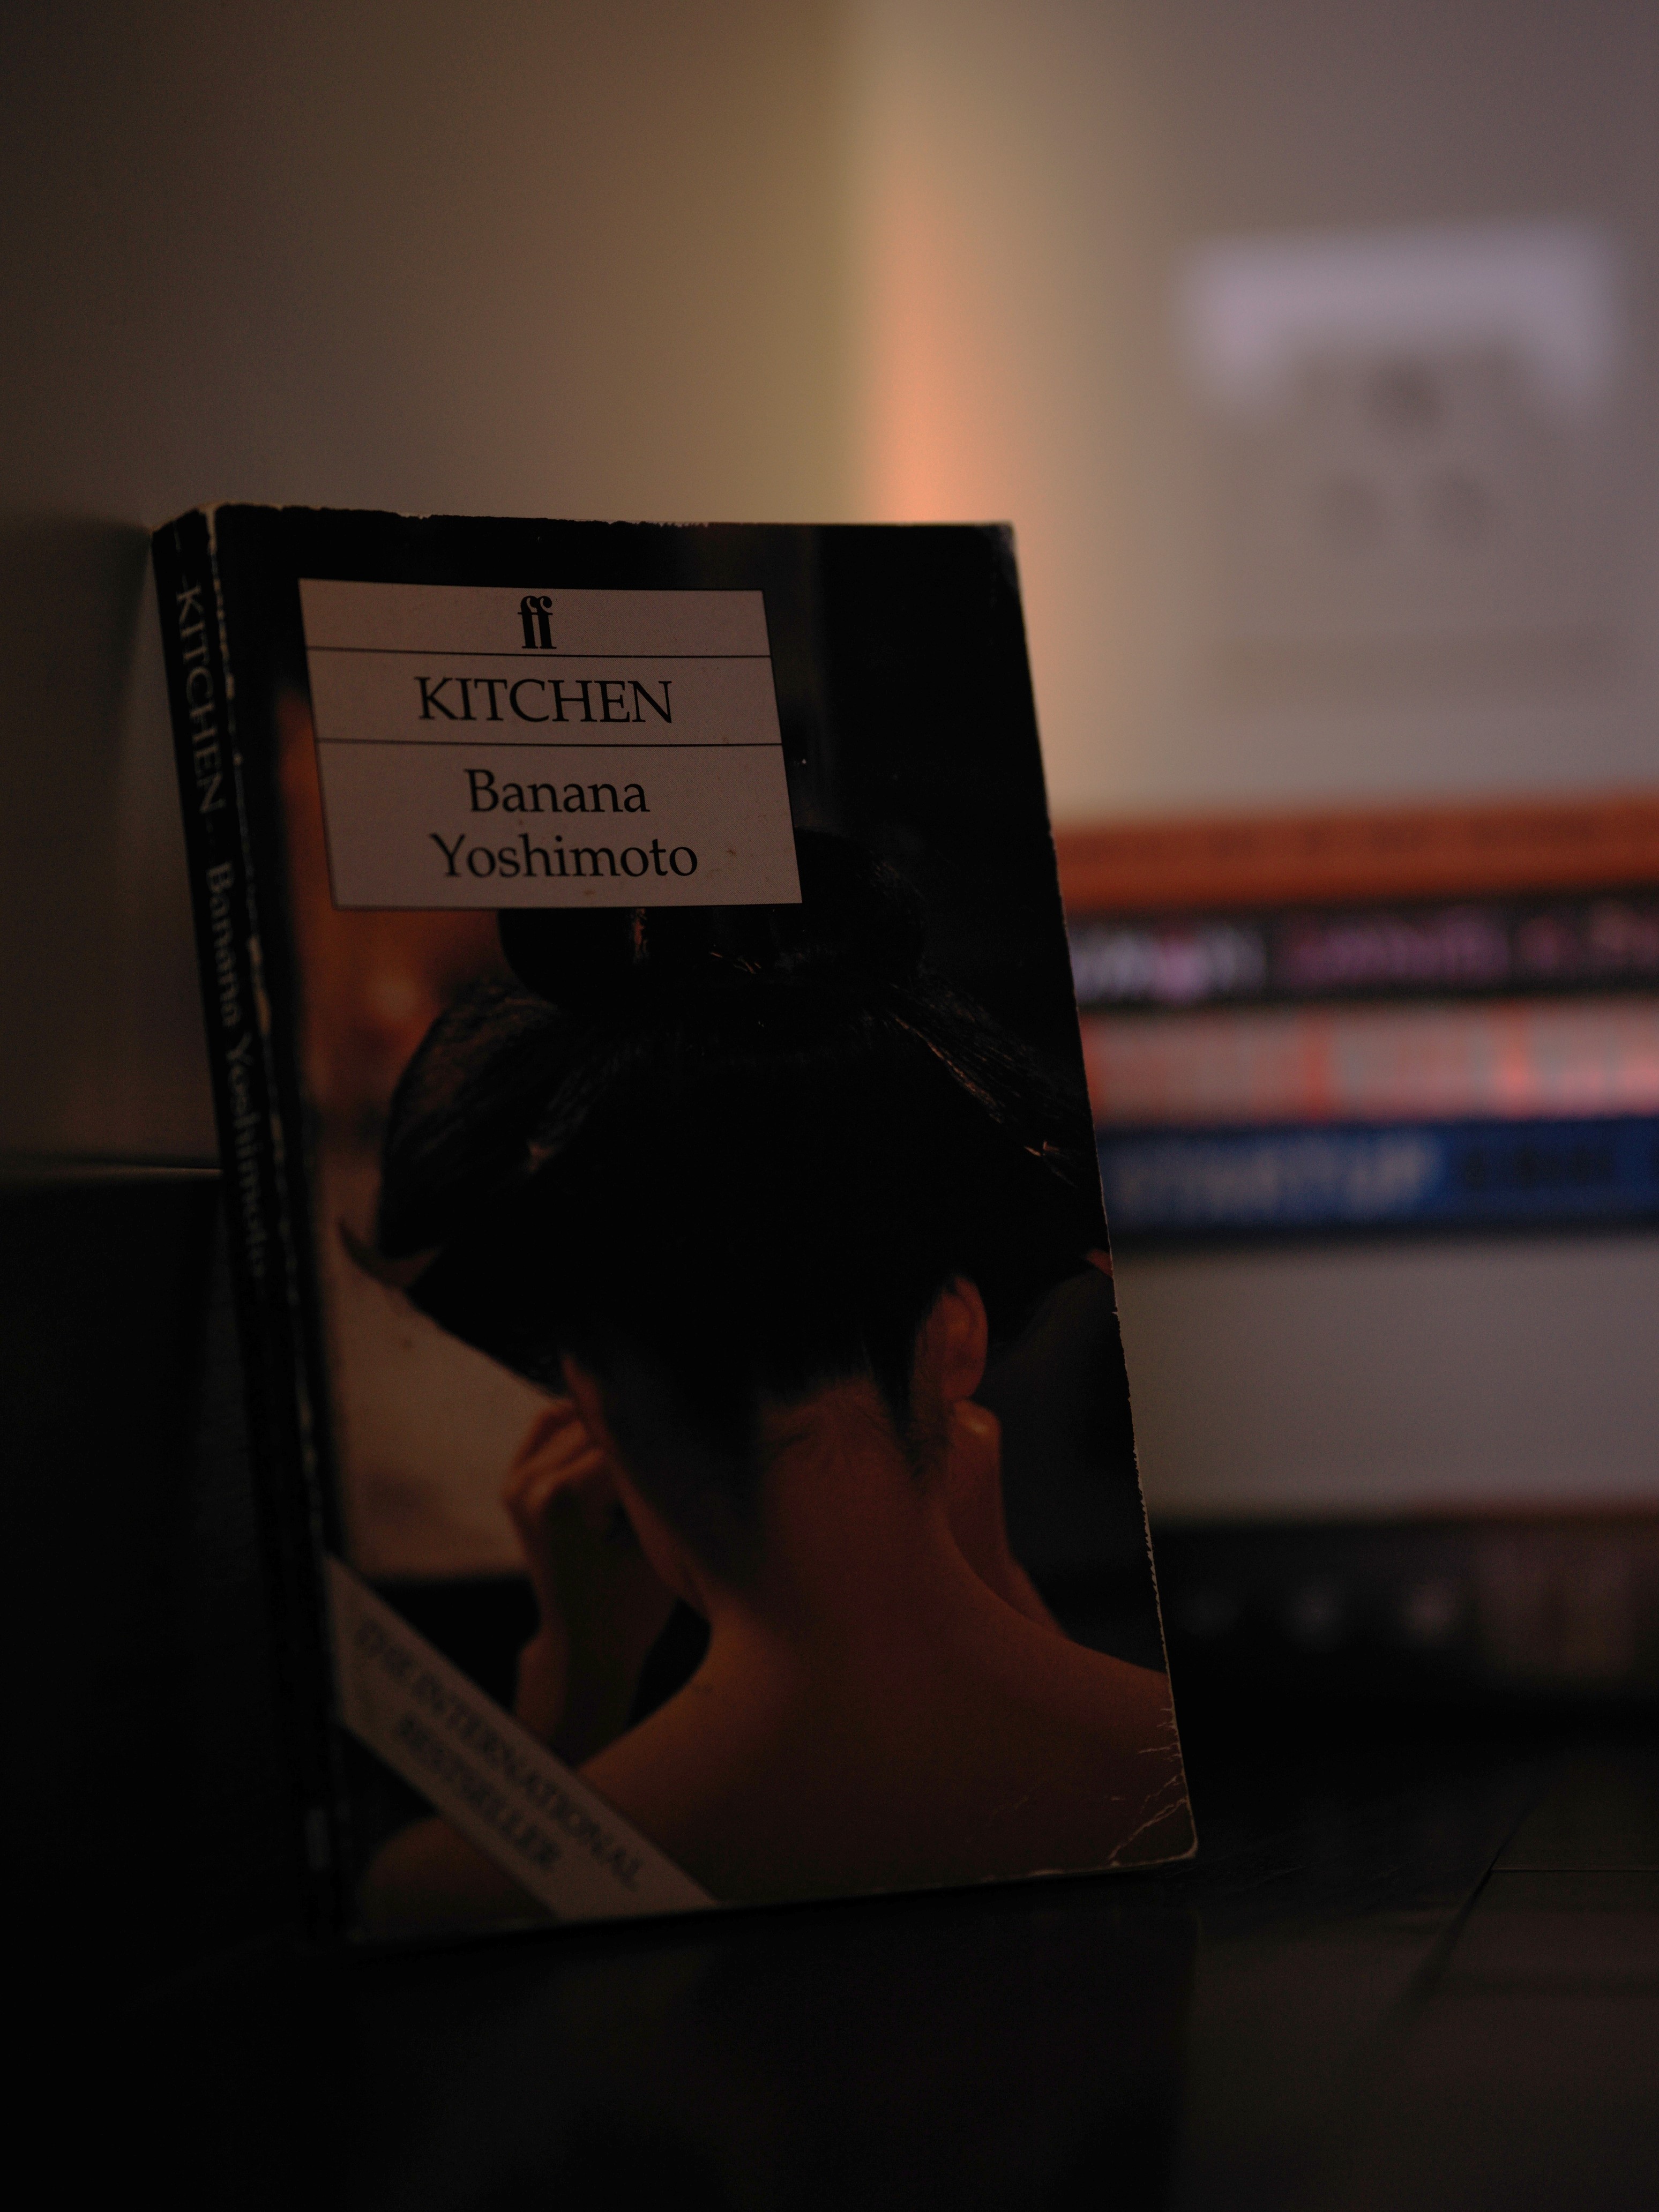 ff
KITCHEN
Banana
Yoshimoto
THE INTERNATIONAL
BESTSELLER
KITCHEN Banana Yoshimoto